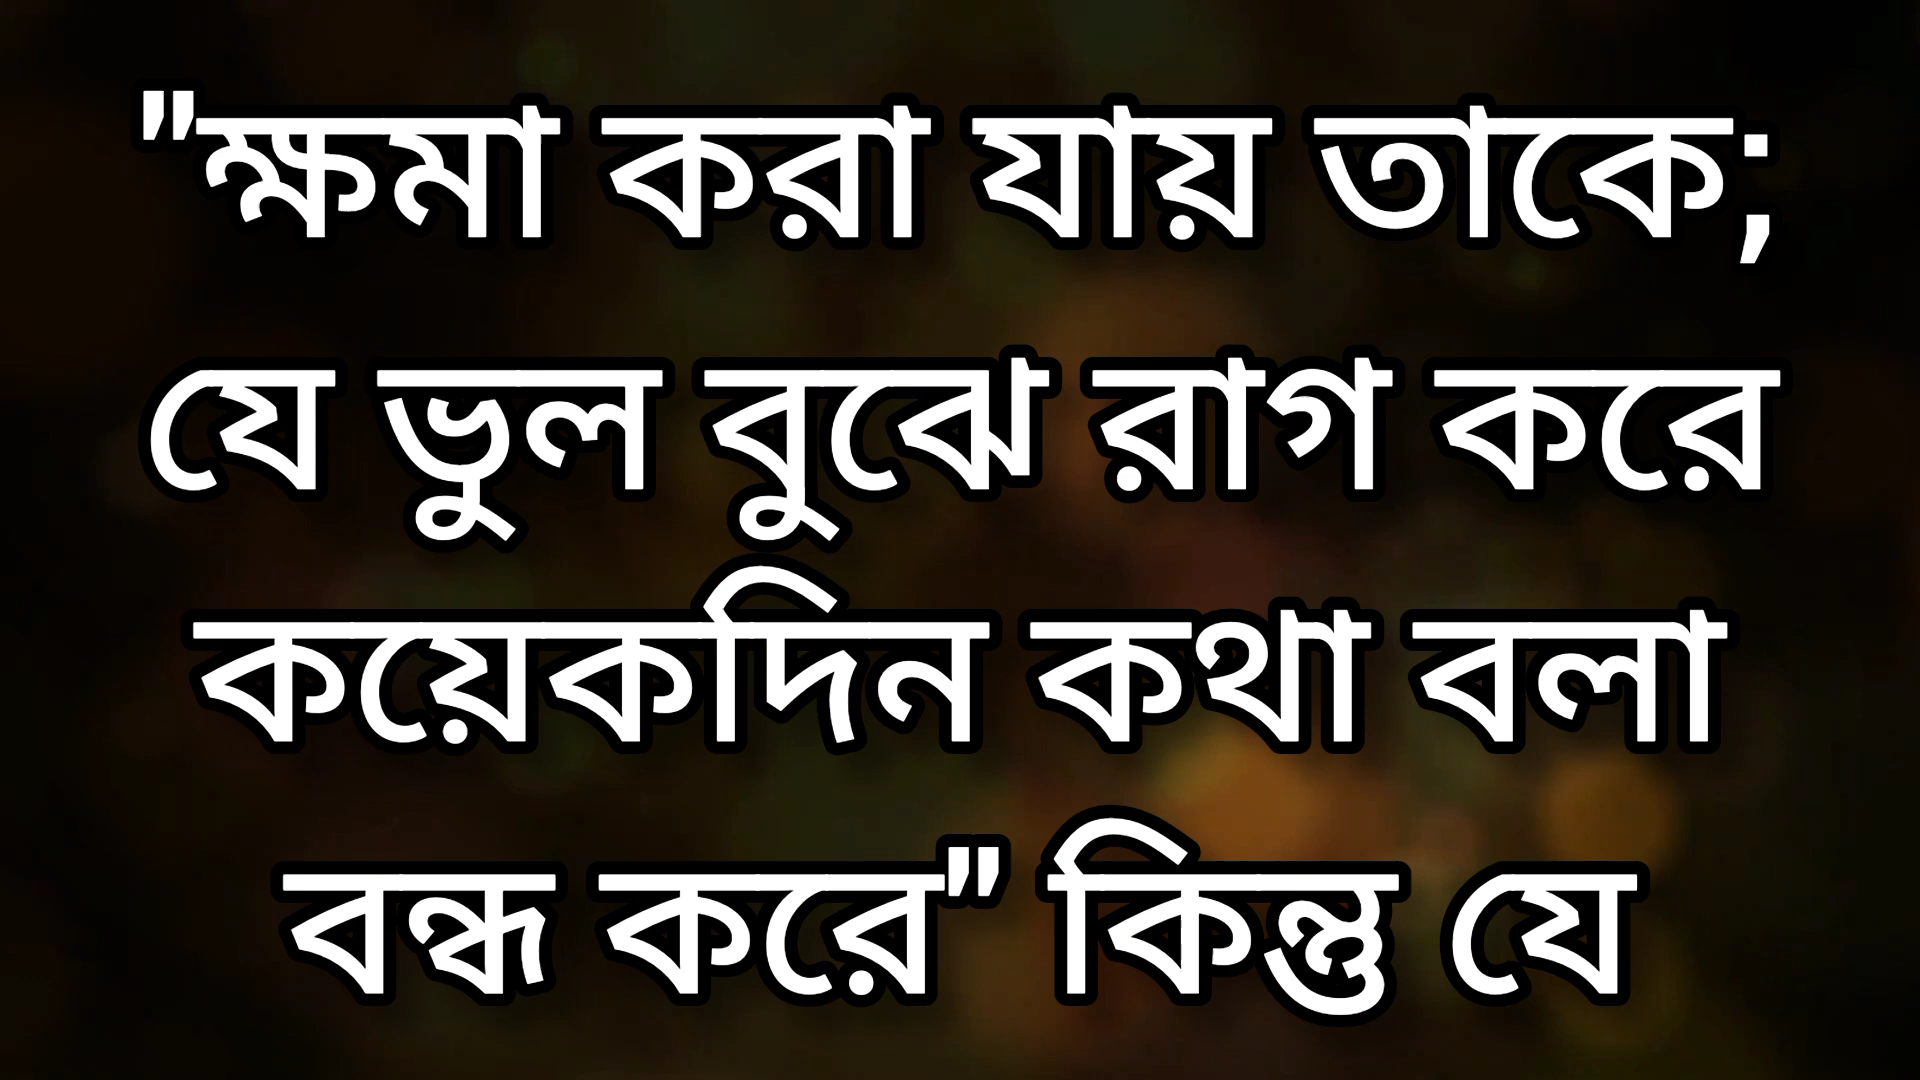 "ক্ষমা করা যায় তাকে;
যে ভুল বুঝে রাগ করে
কয়েকদিন কথা বলা
বন্ধ করে" কিন্তু যে